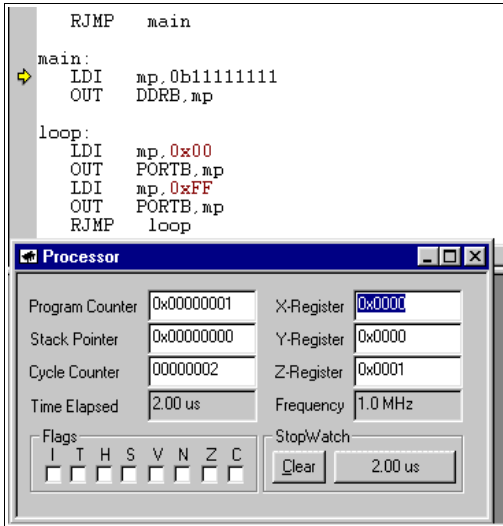 RJMP main
main:
LDI mp,0b11111111
OUT DDRB,mp
loop:
LDI mp,0x00
OUT PORTB,mp
LDI mp,0xFF
OUT PORTB,mp
RJMP loop
Processor
Program Counter 0x00000001 X-Register 0x0000
Stack Pointer 0x00000000 Y-Register 0x0000
Cycle Counter 00000002 Z-Register 0x0001
Time Elapsed 2.00 us Frequency 1.0 MHz
Flags StopWatch
I T H S V N Z C
Clear 2.00 us